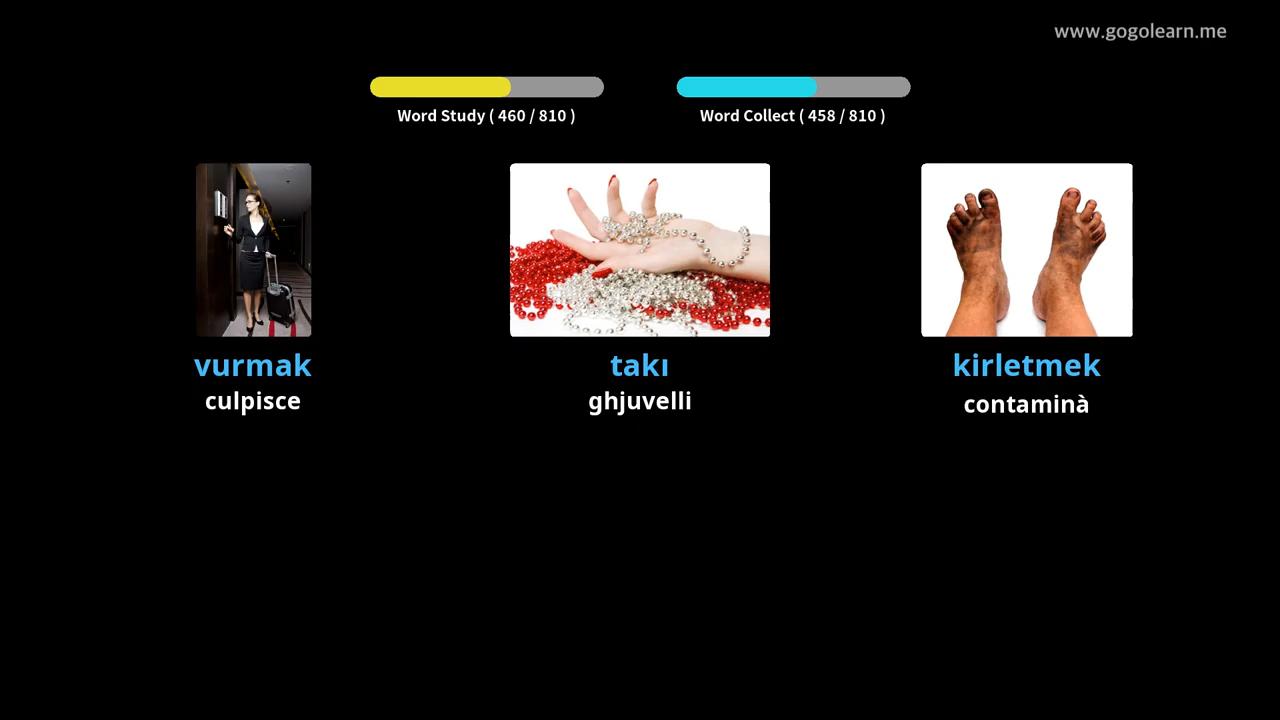 www.gogolearn.me
Word Study ( 460 / 810 )
Word Collect ( 458 / 810 )
vurmak
culpisce
takı
ghjuvelli
kirletmek
contaminà